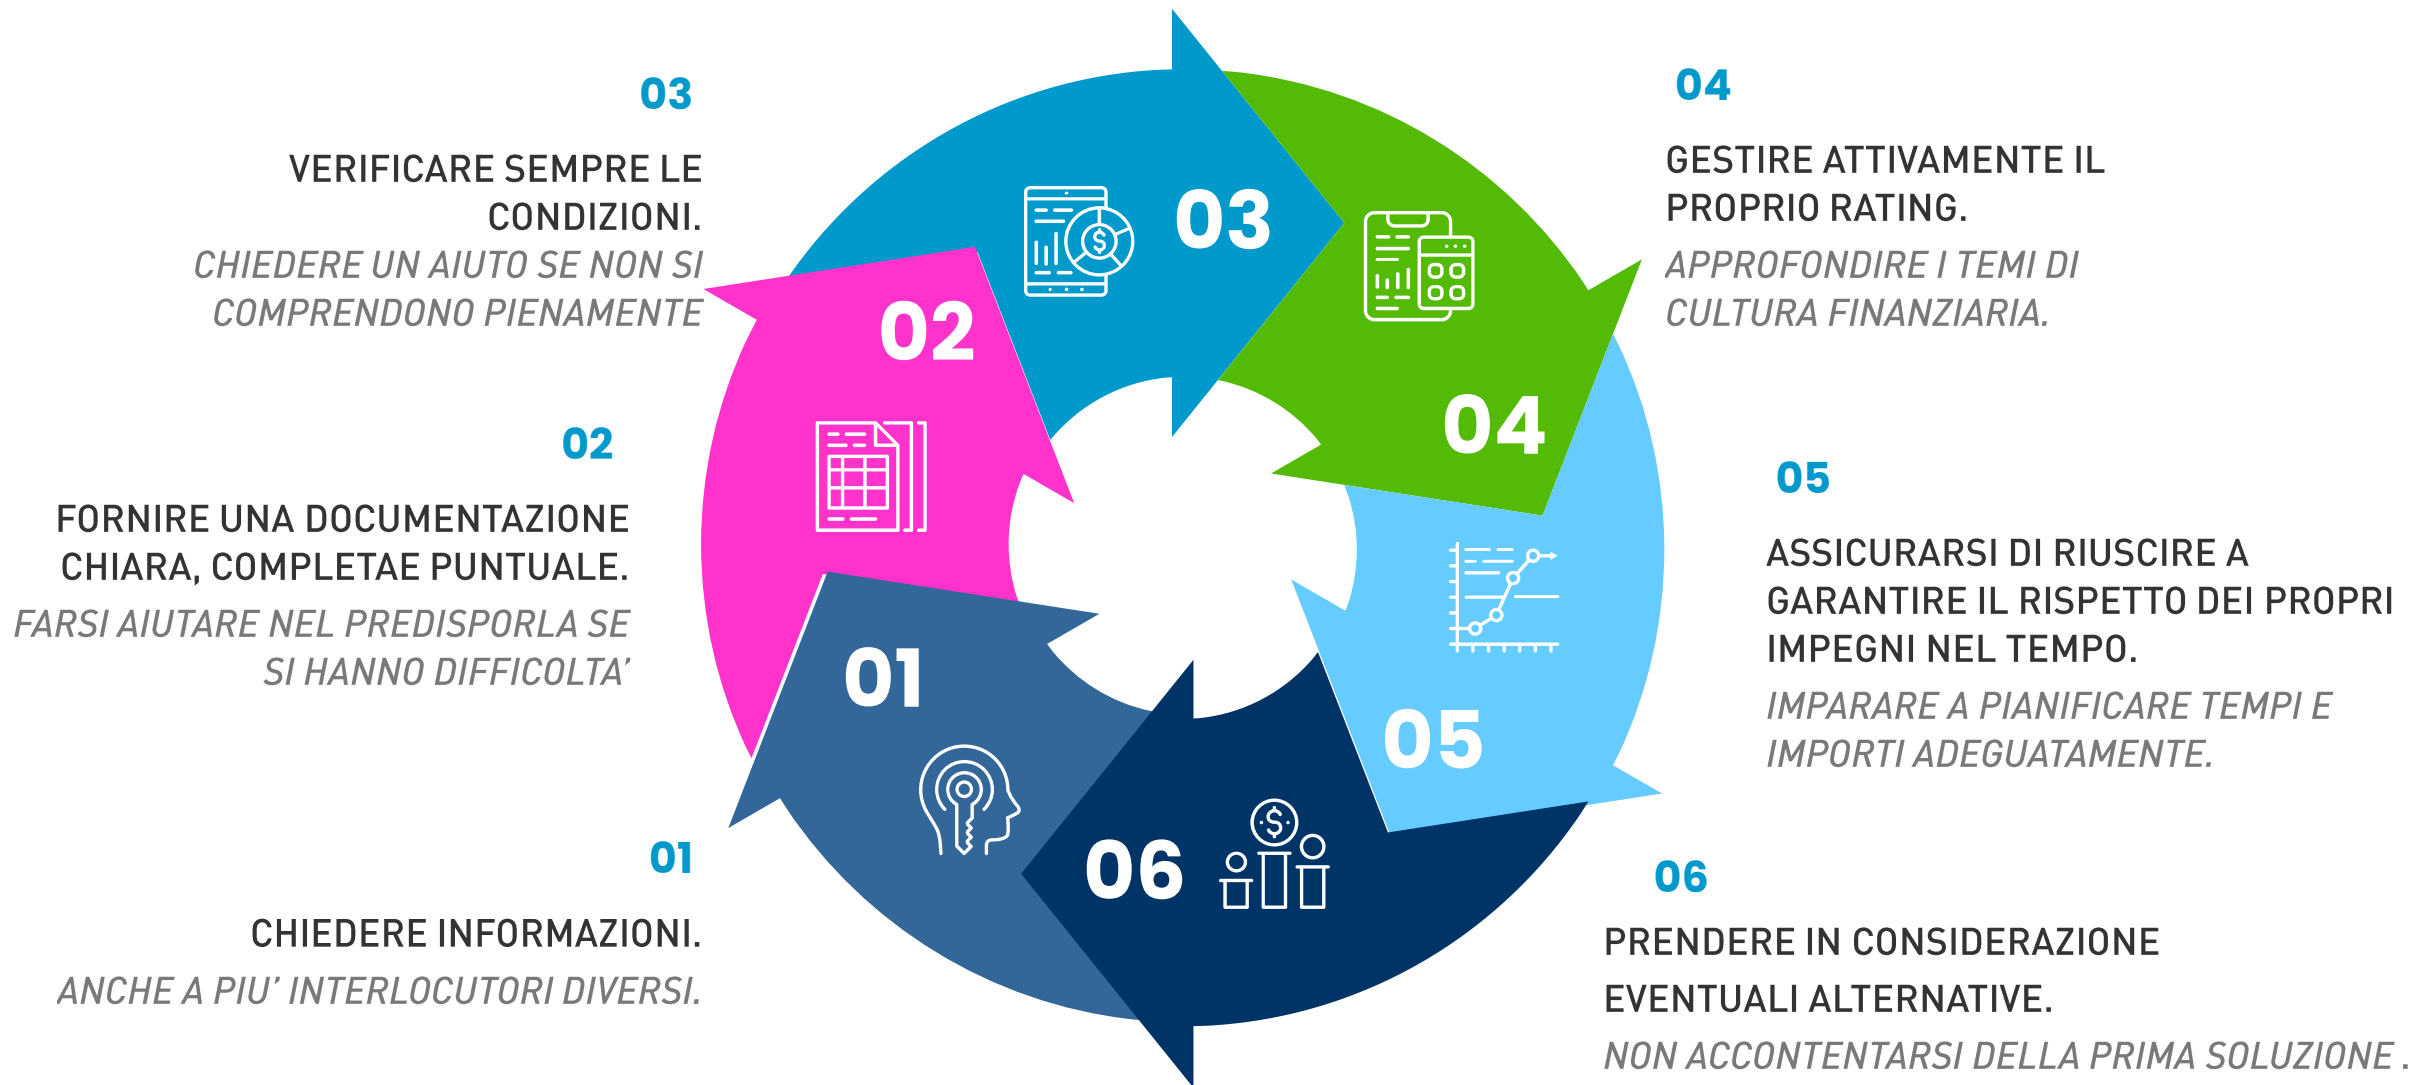 03
VERIFICARE SEMPRE LE
CONDIZIONI.
CHIEDERE UN AIUTO SE NON SI
COMPRENDONO PIENAMENTE
02
FORNIRE UNA DOCUMENTAZIONE
CHIARA, COMPLETAE PUNTUALE.
FARSI AIUTARE NEL PREDISPORLA SE
SI HANNO DIFFICOLTA’
01
CHIEDERE INFORMAZIONI.
ANCHE A PIU’ INTERLOCUTORI DIVERSI.
03
02
01
04
05
06
$
$
04
GESTIRE ATTIVAMENTE IL
PROPRIO RATING.
APPROFONDIRE I TEMI DI
CULTURA FINANZIARIA.
05
ASSICURARSI DI RIUSCIRE A
GARANTIRE IL RISPETTO DEI PROPRI
IMPEGNI NEL TEMPO.
IMPARARE A PIANIFICARE TEMPI E
IMPORTI ADEGUATAMENTE.
06
PRENDERE IN CONSIDERAZIONE
EVENTUALI ALTERNATIVE.
NON ACCONTENTARSI DELLA PRIMA SOLUZIONE .